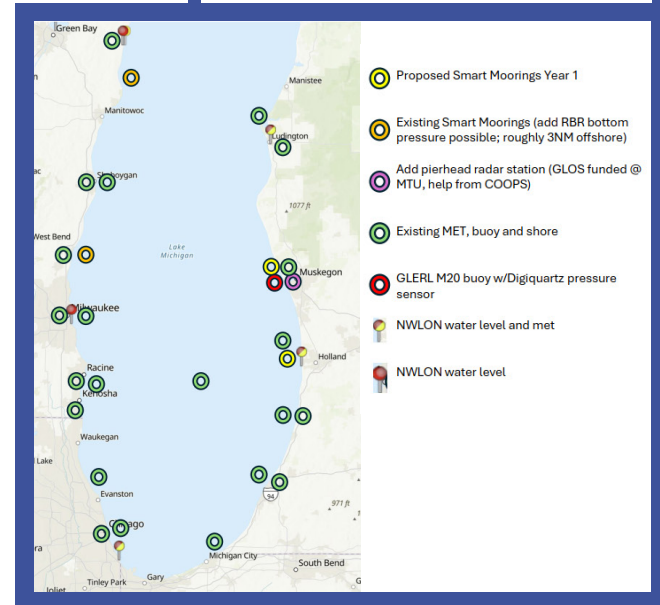 Green Bay
Manistee
Manitowoc
Ludington
1077 ft
West Bend
Lake
Michigan
Muskegon
Milwaukee
Holland
Racine
Kenosha
Waukegan
Lake
94
Evanston
971 ft
Chicago
Michigan City
South Bend
Tinley Park
Gary
Joliet
Proposed Smart Moorings Year 1
Existing Smart Moorings (add RBR bottom
pressure possible; roughly 3NM offshore)
Add pierhead radar station (GLOS funded @
MTU, help from COOPS)
Existing MET, buoy and shore
GLERL M20 buoy w/Digiquartz pressure
sensor
NWLON water level and met
NWLON water level